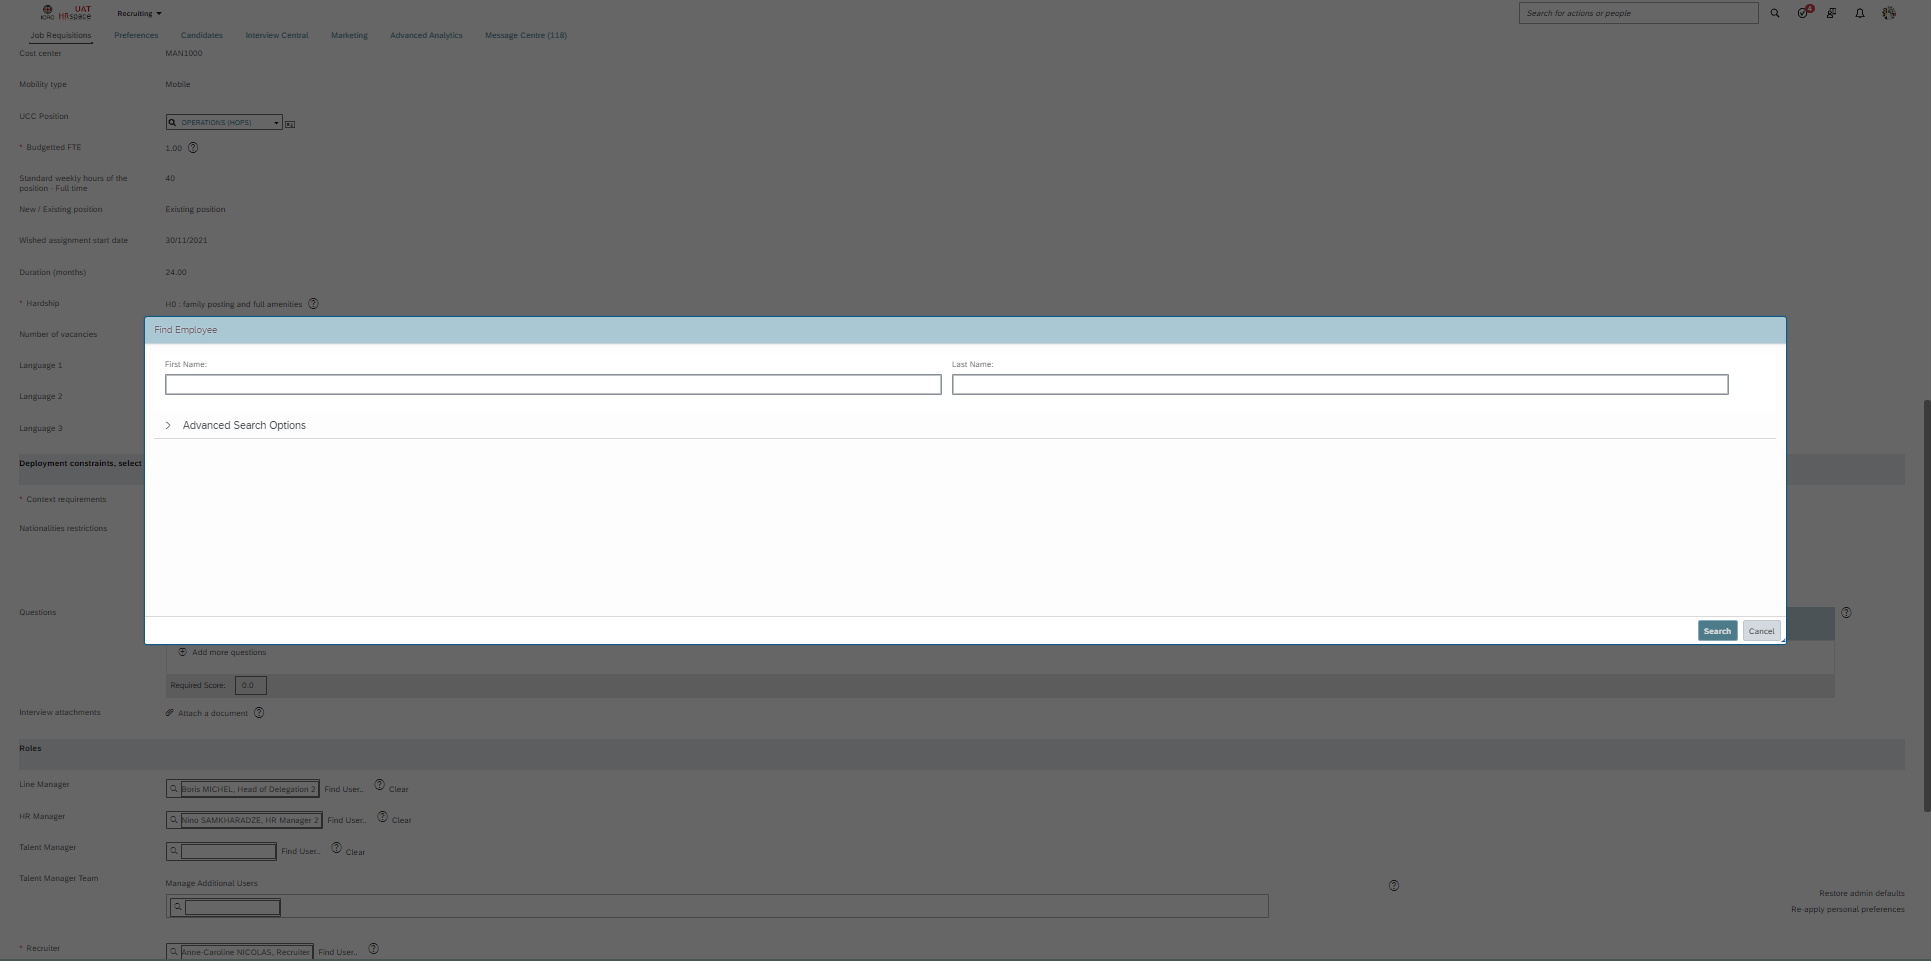 UAT
ICRC HRspace
Recruiting
Search for actions or people
4
Job Requisitions
Preferences
Candidates
Interview Central
Marketing
Advanced Analytics
Message Centre (118)
Cost center
MAN1000
Mobility type
Mobile
UCC Position
OPERATIONS (HOPS)
* Budgetted FTE
1.00
Standard weekly hours of the
position - Full time
40
New / Existing position
Existing position
Wished assignment start date
30/11/2021
Duration (months)
24.00
* Hardship
H0 : family posting and full amenities
Number of vacancies
Language 1
Language 2
Language 3
Deployment constraints, select
* Context requirements
Nationalities restrictions
Find Employee
First Name:
Last Name:
Advanced Search Options
Search
Cancel
Questions
Add more questions
Required Score:
0.0
Interview attachments
Attach a document
Roles
Line Manager
Boris MICHEL, Head of Delegation 2
Find User..
Clear
HR Manager
Nino SAMKHARADZE, HR Manager 2
Find User..
Clear
Talent Manager
Find User..
Clear
Talent Manager Team
Manage Additional Users
Restore admin defaults
Re-apply personal preferences
* Recruiter
Anne-Caroline NICOLAS, Recruiter
Find User..